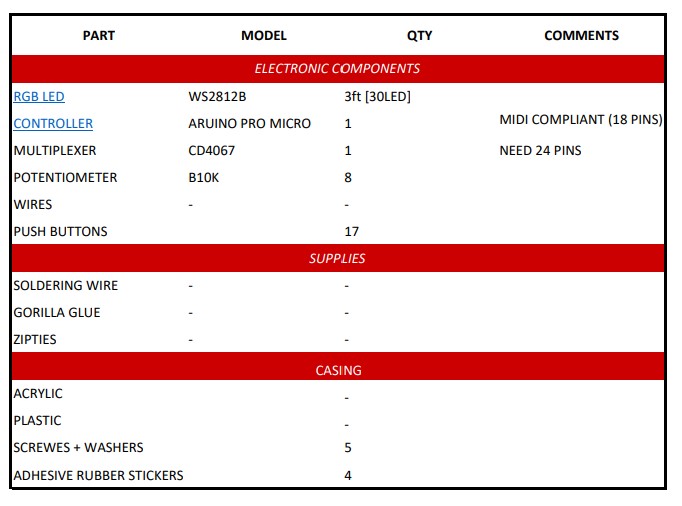 PART MODEL QTY COMMENTS
ELECTRONIC COMPONENTS
RGB LED WS2812B 3ft [30LED]
CONTROLLER ARUINO PRO MICRO 1 MIDI COMPLIANT (18 PINS)
MULTIPLEXER CD4067 1 NEED 24 PINS
POTENTIOMETER B10K 8
WIRES - -
PUSH BUTTONS 17
SUPPLIES
SOLDERING WIRE - -
GORILLA GLUE - -
ZIPTIES - -
CASING
ACRYLIC -
PLASTIC -
SCREWES + WASHERS 5
ADHESIVE RUBBER STICKERS 4